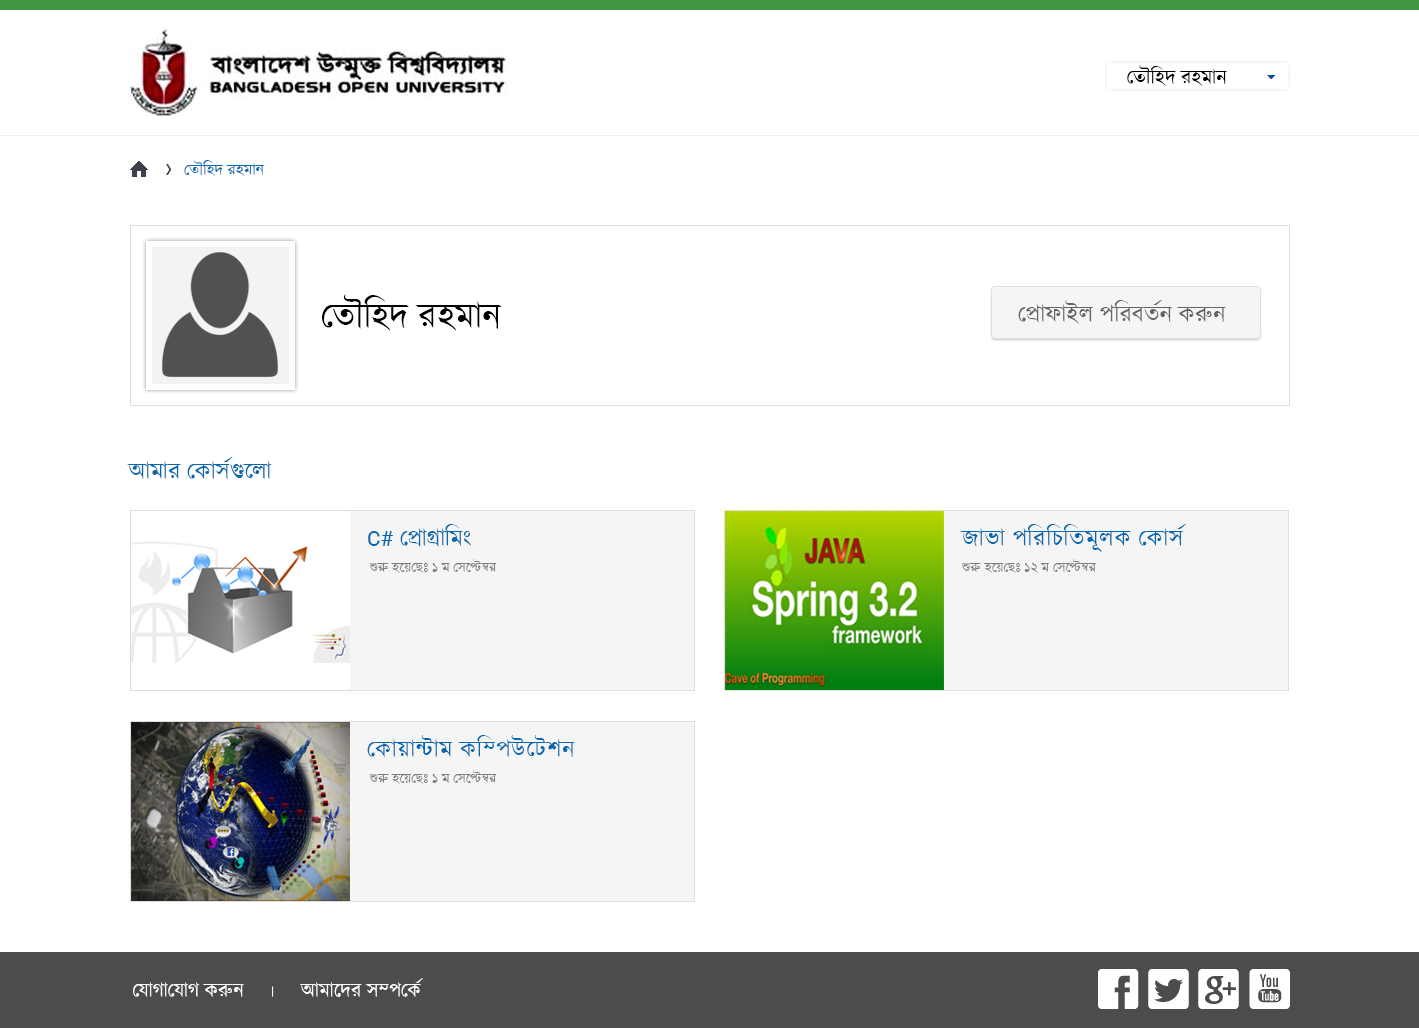 বাংলাদেশ উন্মুক্ত বিশ্ববিদ্যালয়
BANGLADESH OPEN UNIVERSITY
তৌহিদ রহমান
তৌহিদ রহমান
তৌহিদ রহমান
প্রোফাইল পরিবর্তন করুন
আমার কোর্সগুলো
C# প্রোগ্রামিং
শুরু হয়েছেঃ ১ ম সেপ্টেম্বর
JAVA
Spring 3.2
framework
Cave of Programming
জাভা পরিচিতিমূলক কোর্স
শুরু হয়েছেঃ ১২ ম সেপ্টেম্বর
কোয়ান্টাম কম্পিউটেশন
শুরু হয়েছেঃ ১ ম সেপ্টেম্বর
যোগাযোগ করুন | আমাদের সম্পর্কে
You
Tube